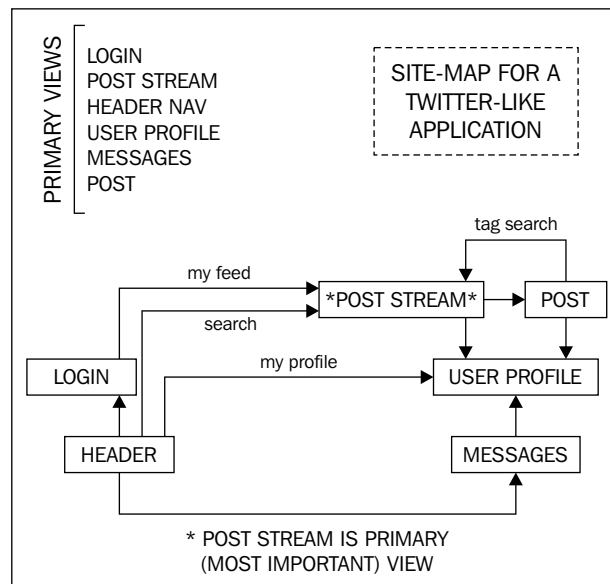 PRIMARY VIEWS
LOGIN
POST STREAM
HEADER NAV
USER PROFILE
MESSAGES
POST
SITE-MAP FOR A
TWITTER-LIKE
APPLICATION
tag search
my feed
*POST STREAM*
POST
search
my profile
LOGIN
USER PROFILE
HEADER
MESSAGES
* POST STREAM IS PRIMARY
(MOST IMPORTANT) VIEW